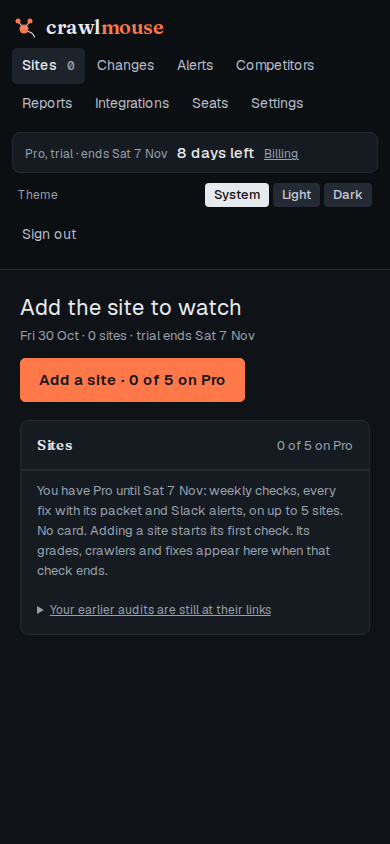 crawlmouse
Sites 0 Changes Alerts Competitors
Reports Integrations Seats Settings
Pro, trial · ends Sat 7 Nov 8 days left Billing
Theme System Light Dark
Sign out
Add the site to watch
Fri 30 Oct · 0 sites · trial ends Sat 7 Nov
Add a site · 0 of 5 on Pro
Sites 0 of 5 on Pro
You have Pro until Sat 7 Nov: weekly checks, every
fix with its packet and Slack alerts, on up to 5 sites.
No card. Adding a site starts its first check. Its
grades, crawlers and fixes appear here when that
check ends.
Your earlier audits are still at their links